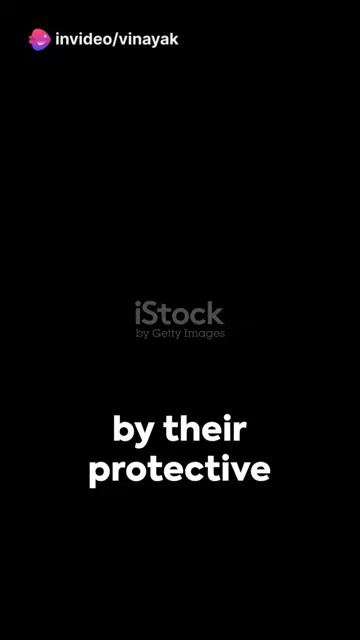 invideo/vinayak
iStock
by Getty Images
by their
protective